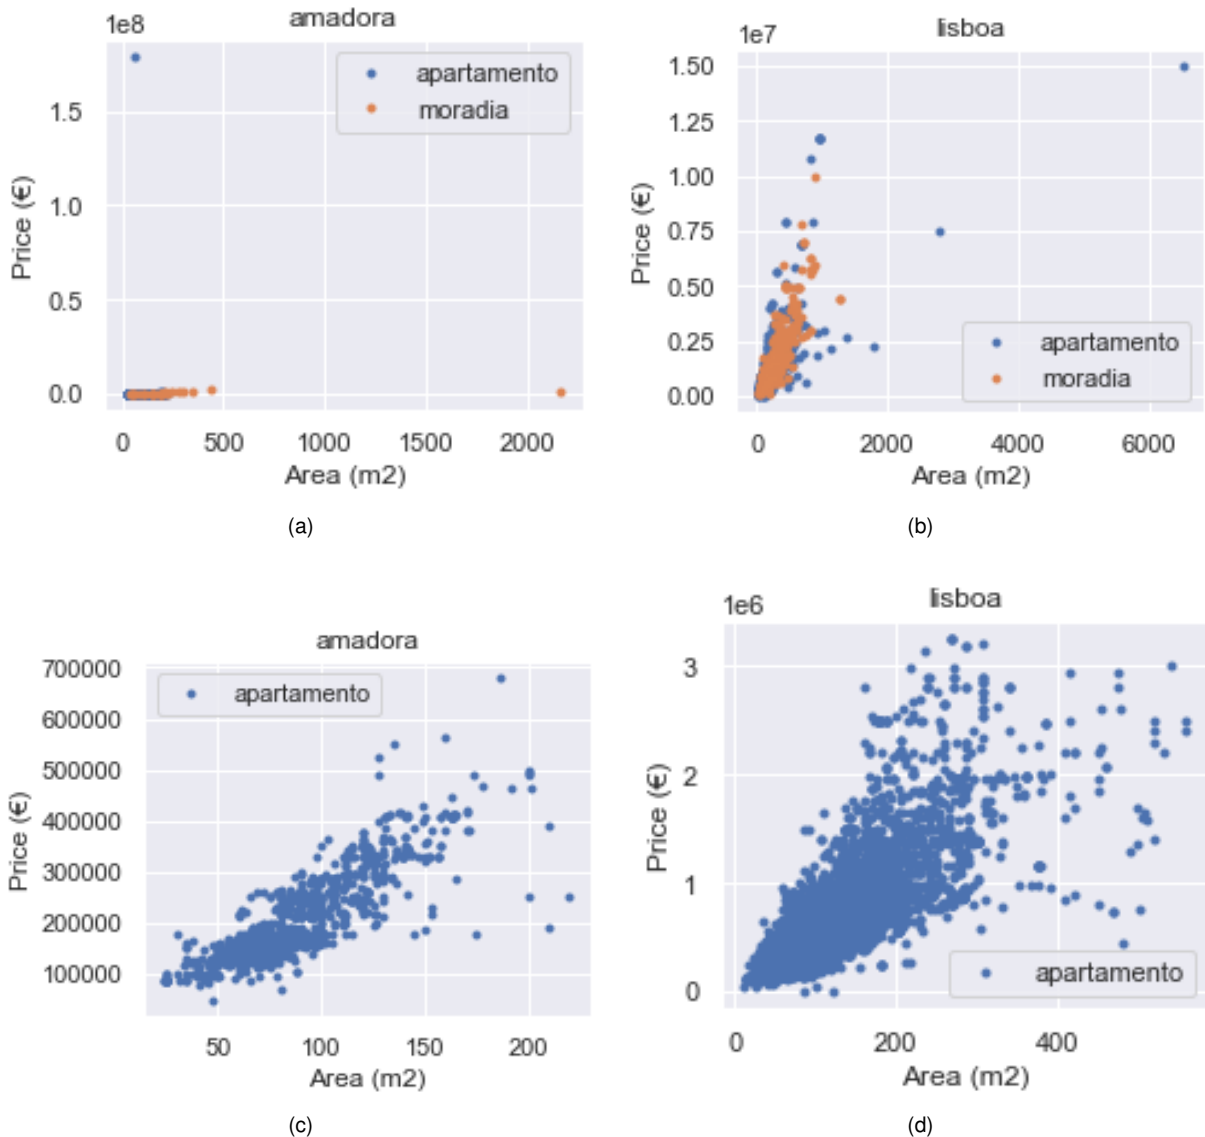 amadora
1e8
apartamento
moradia
1.5
1.0
0.5
0.0
Price (€)
0 500 1000 1500 2000
Area (m2)
(a)
lisboa
1e7
1.50
1.25
1.00
0.75
0.50
0.25
0.00
Price (€)
apartamento
moradia
0 2000 4000 6000
Area (m2)
(b)
amadora
700000
600000
500000
400000
300000
200000
100000
Price (€)
apartamento
50 100 150 200
Area (m2)
(c)
lisboa
1e6
3
2
1
0
Price (€)
apartamento
0 200 400
Area (m2)
(d)